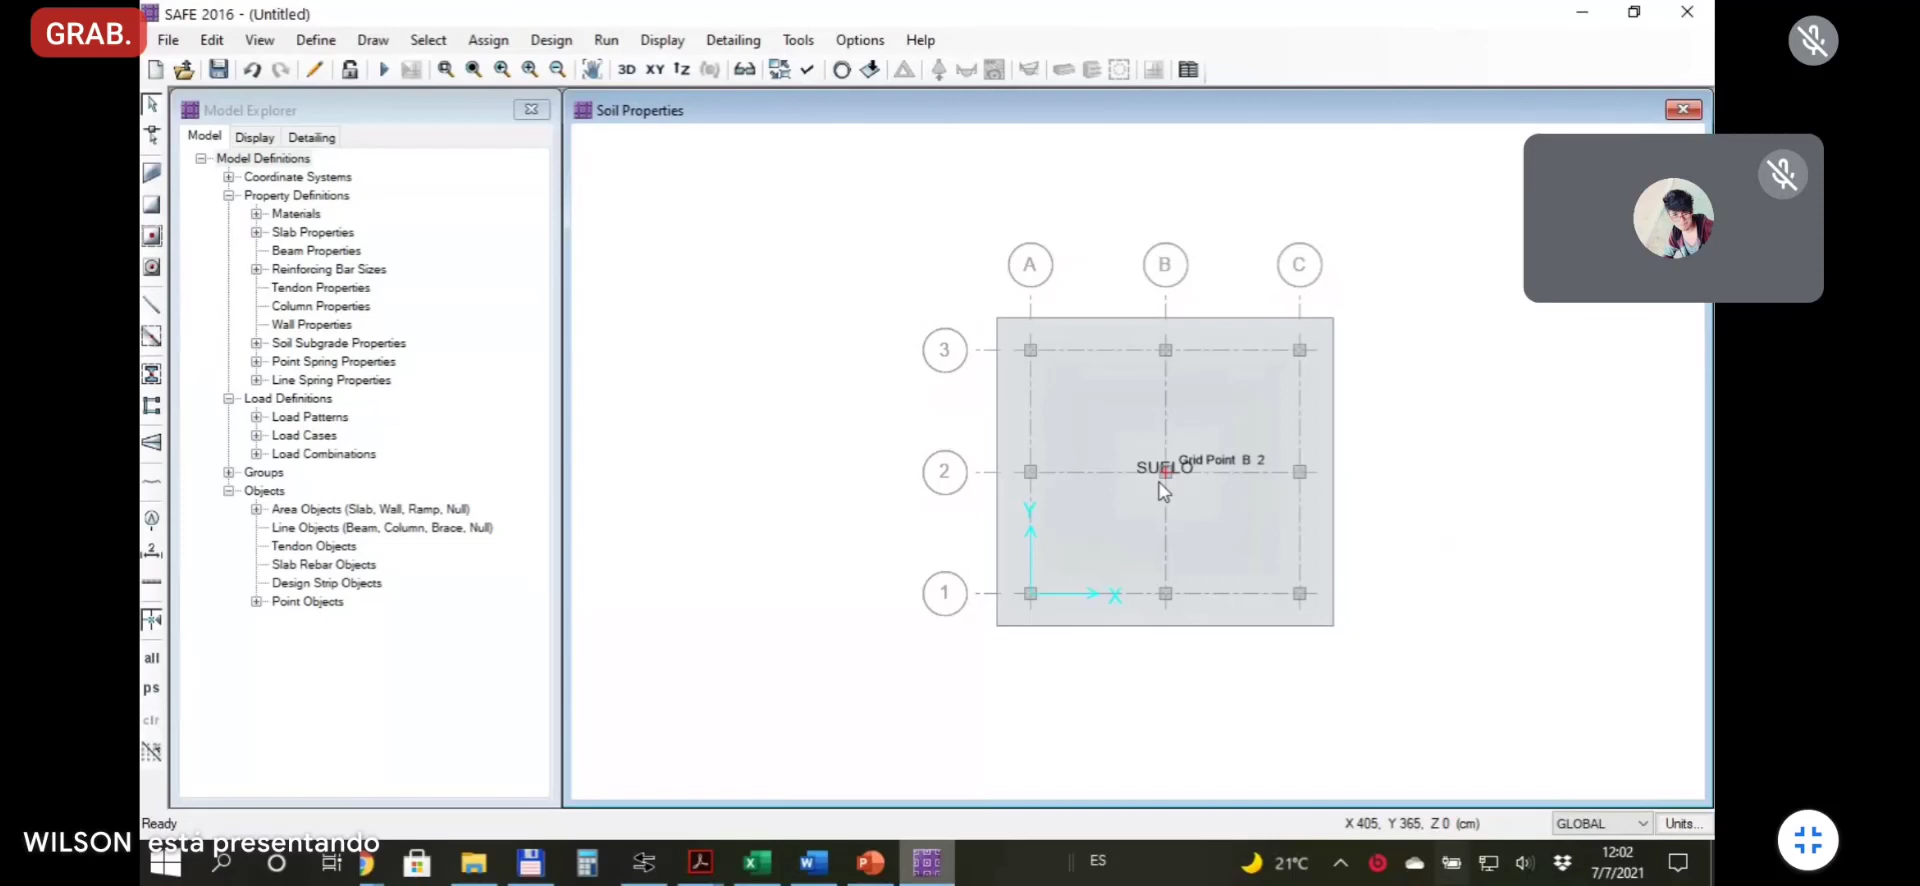 GRAB.
SAFE 2016 - (Untitled)
File Edit View Define Draw Select Assign Design Run Display Detailing Tools Options Help
3D XY
Model Explorer
Soil Properties
Model Display Detailing
Model Definitions
Coordinate Systems
Property Definitions
Materials
Slab Properties
Beam Properties
Reinforcing Bar Sizes
Tendon Properties
Column Properties
Wall Properties
Soil Subgrade Properties
Point Spring Properties
Line Spring Properties
Load Definitions
Load Patterns
Load Cases
Load Combinations
Groups
Objects
Area Objects (Slab, Wall, Ramp, Null)
Line Objects (Beam, Column, Brace, Null)
Tendon Objects
Slab Rebar Objects
Design Strip Objects
Point Objects
all
ps
clr
A B C
3
2
1
SUELO
Grid Point B 2
Y
X
Ready
X 405, Y 365, Z 0 (cm)
GLOBAL
Units...
WILSON está presentando
ES
21°C
12:02
7/7/2021